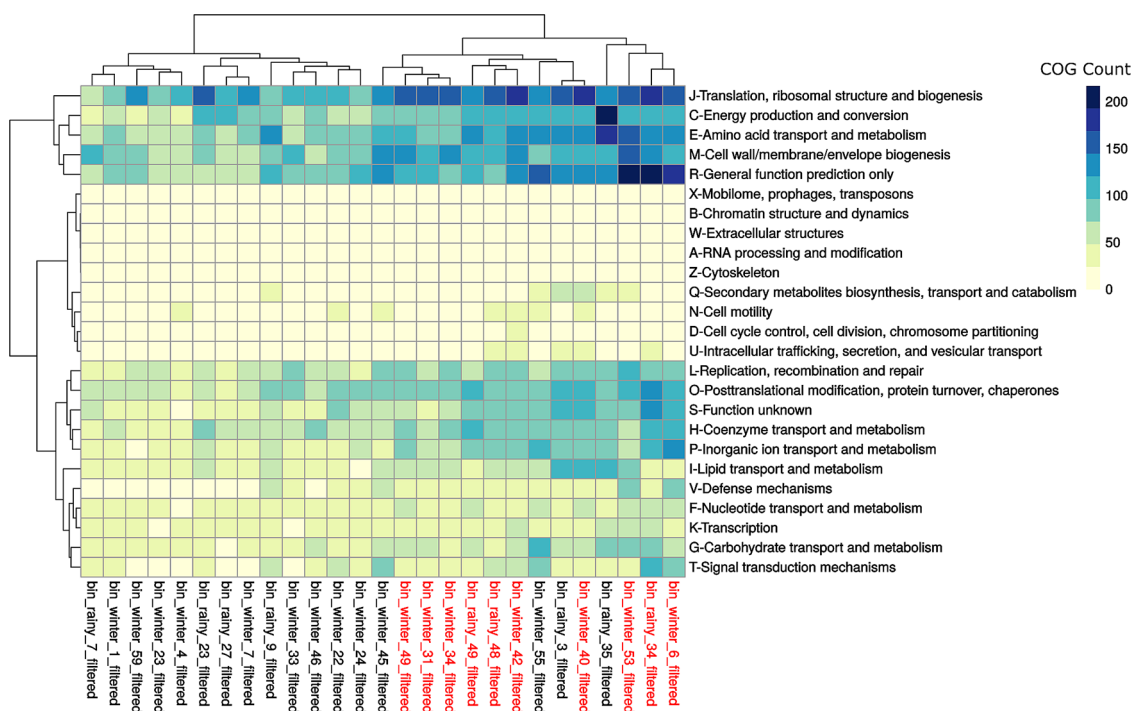 COG Count
J-Translation, ribosomal structure and biogenesis
C-Energy production and conversion
E-Amino acid transport and metabolism
M-Cell wall/membrane/envelope biogenesis
R-General function prediction only
X-Mobilome, prophages, transposons
B-Chromatin structure and dynamics
W-Extracellular structures
A-RNA processing and modification
Z-Cytoskeleton
Q-Secondary metabolites biosynthesis, transport and catabolism
N-Cell motility
D-Cell cycle control, cell division, chromosome partitioning
U-Intracellular trafficking, secretion, and vesicular transport
L-Replication, recombination and repair
O-Posttranslational modification, protein turnover, chaperones
S-Function unknown
H-Coenzyme transport and metabolism
P-Inorganic ion transport and metabolism
I-Lipid transport and metabolism
V-Defense mechanisms
F-Nucleotide transport and metabolism
K-Transcription
G-Carbohydrate transport and metabolism
T-Signal transduction mechanisms
200
150
100
50
0
bin_rainy_7_filtered
bin_winter_1_filtered
bin_winter_59_filtered
bin_winter_23_filtered
bin_winter_4_filtered
bin_rainy_23_filtered
bin_rainy_27_filtered
bin_winter_7_filtered
bin_rainy_9_filtered
bin_winter_33_filtered
bin_winter_46_filtered
bin_winter_22_filtered
bin_winter_24_filtered
bin_winter_45_filtered
bin_winter_49_filtered
bin_winter_31_filtered
bin_winter_34_filtered
bin_rainy_49_filtered
bin_rainy_48_filtered
bin_winter_42_filtered
bin_winter_55_filtered
bin_rainy_3_filtered
bin_winter_40_filtered
bin_rainy_35_filtered
bin_winter_53_filtered
bin_rainy_34_filtered
bin_winter_6_filtered